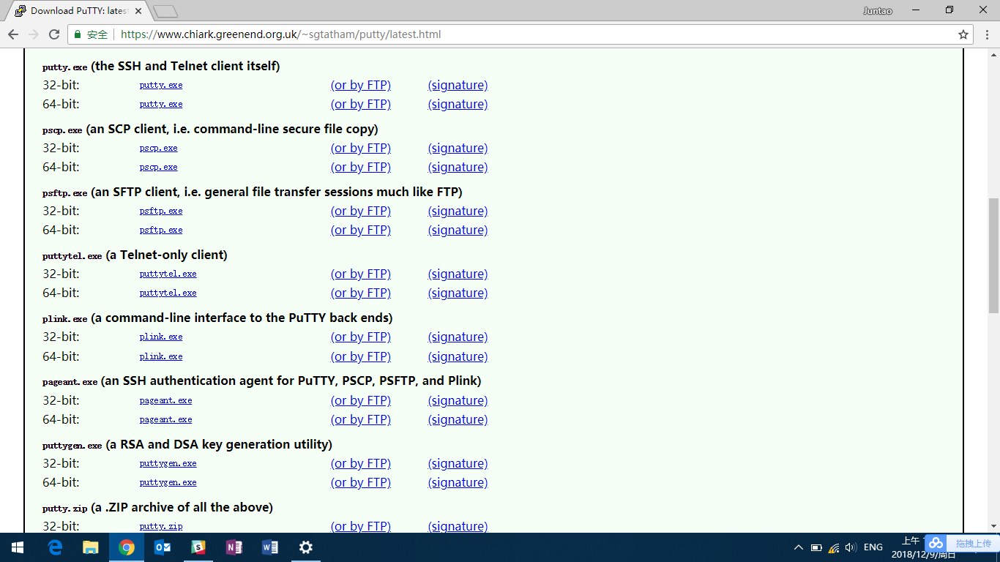 Download PuTTY: lates
Juntao
安全
https://www.chiark.greenend.org.uk/~sgtatham/putty/latest.html
putty.exe (the SSH and Telnet client itself)
32-bit: putty.exe (or by FTP) (signature)
64-bit: putty.exe (or by FTP) (signature)
pscp.exe (an SCP client, i.e. command-line secure file copy)
32-bit: pscp.exe (or by FTP) (signature)
64-bit: pscp.exe (or by FTP) (signature)
psftp.exe (an SFTP client, i.e. general file transfer sessions much like FTP)
32-bit: psftp.exe (or by FTP) (signature)
64-bit: psftp.exe (or by FTP) (signature)
puttytel.exe (a Telnet-only client)
32-bit: puttytel.exe (or by FTP) (signature)
64-bit: puttytel.exe (or by FTP) (signature)
plink.exe (a command-line interface to the PuTTY back ends)
32-bit: plink.exe (or by FTP) (signature)
64-bit: plink.exe (or by FTP) (signature)
pageant.exe (an SSH authentication agent for PuTTY, PSCP, PSFTP, and Plink)
32-bit: pageant.exe (or by FTP) (signature)
64-bit: pageant.exe (or by FTP) (signature)
puttygen.exe (a RSA and DSA key generation utility)
32-bit: puttygen.exe (or by FTP) (signature)
64-bit: puttygen.exe (or by FTP) (signature)
putty.zip (a .ZIP archive of all the above)
32-bit: putty.zip (or by FTP) (signature)
ENG
上午
拖拽上传
2018/12/9/周日